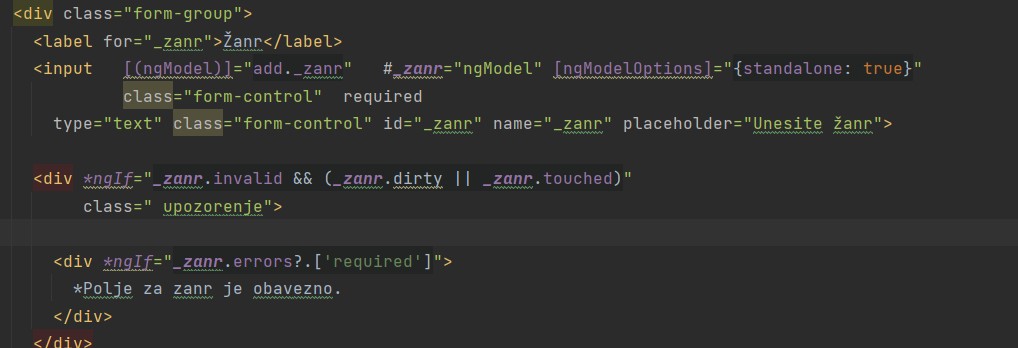 <div class="form-group">
<label for="_zanr">Žanr</label>
<input   [(ngModel)]="add._zanr"   #_zanr="ngModel" [ngModelOptions]="{standalone: true}"
class="form-control"  required
type="text" class="form-control" id="_zanr" name="_zanr" placeholder="Unesite žanr">
<div *ngIf="_zanr.invalid && (_zanr.dirty || _zanr.touched)"
class=" upozorenje">
<div *ngIf="_zanr.errors?.['required']">
*Polje za zanr je obavezno.
</div>
</div>